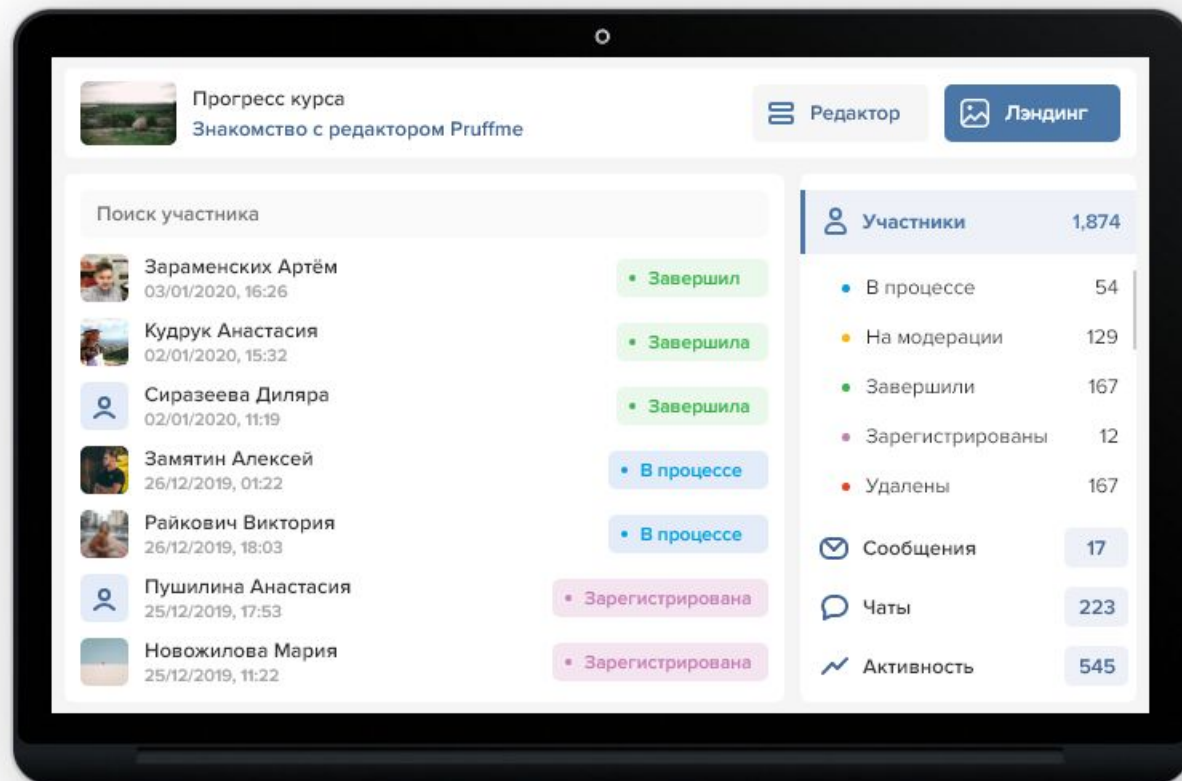 Прогресс курса
Знакомство с редактором Pruffme
Редактор
Лэндинг
Поиск участника
Зараменских Артём
03/01/2020, 16:26
Завершил
Кудрук Анастасия
02/01/2020, 15:32
Завершила
Сиразеева Диляра
02/01/2020, 11:19
Завершила
Замятин Алексей
26/12/2019, 01:22
В процессе
Райкович Виктория
26/12/2019, 18:03
В процессе
Пушилина Анастасия
25/12/2019, 17:53
Зарегистрирована
Новожилова Мария
25/12/2019, 11:22
Зарегистрирована
Участники 1,874
В процессе 54
На модерации 129
Завершили 167
Зарегистрированы 12
Удалены 167
Сообщения 17
Чаты 223
Активность 545